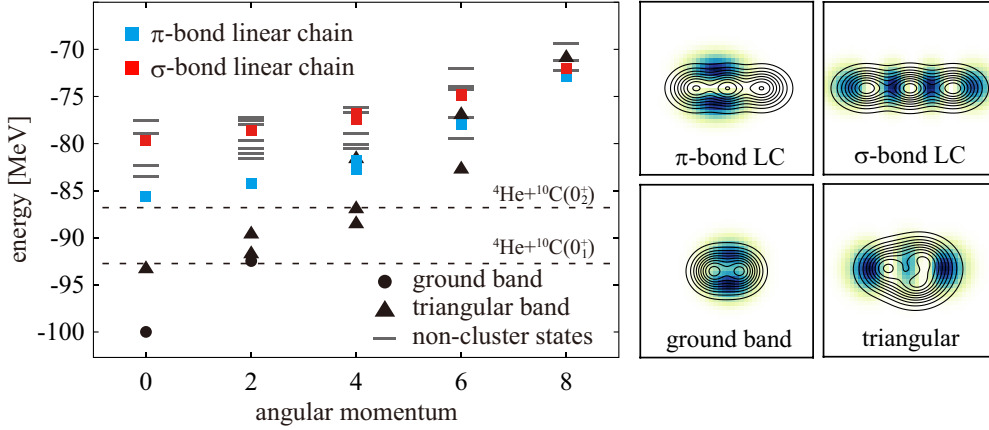 -70
-75
-80
-85
-90
-95
-100
energy [MeV]
π-bond linear chain
σ-bond linear chain
⁴He+¹⁰C(0₂⁺)
⁴He+¹⁰C(0₁⁺)
ground band
triangular band
non-cluster states
0 2 4 6 8
angular momentum
π-bond LC
σ-bond LC
ground band
triangular